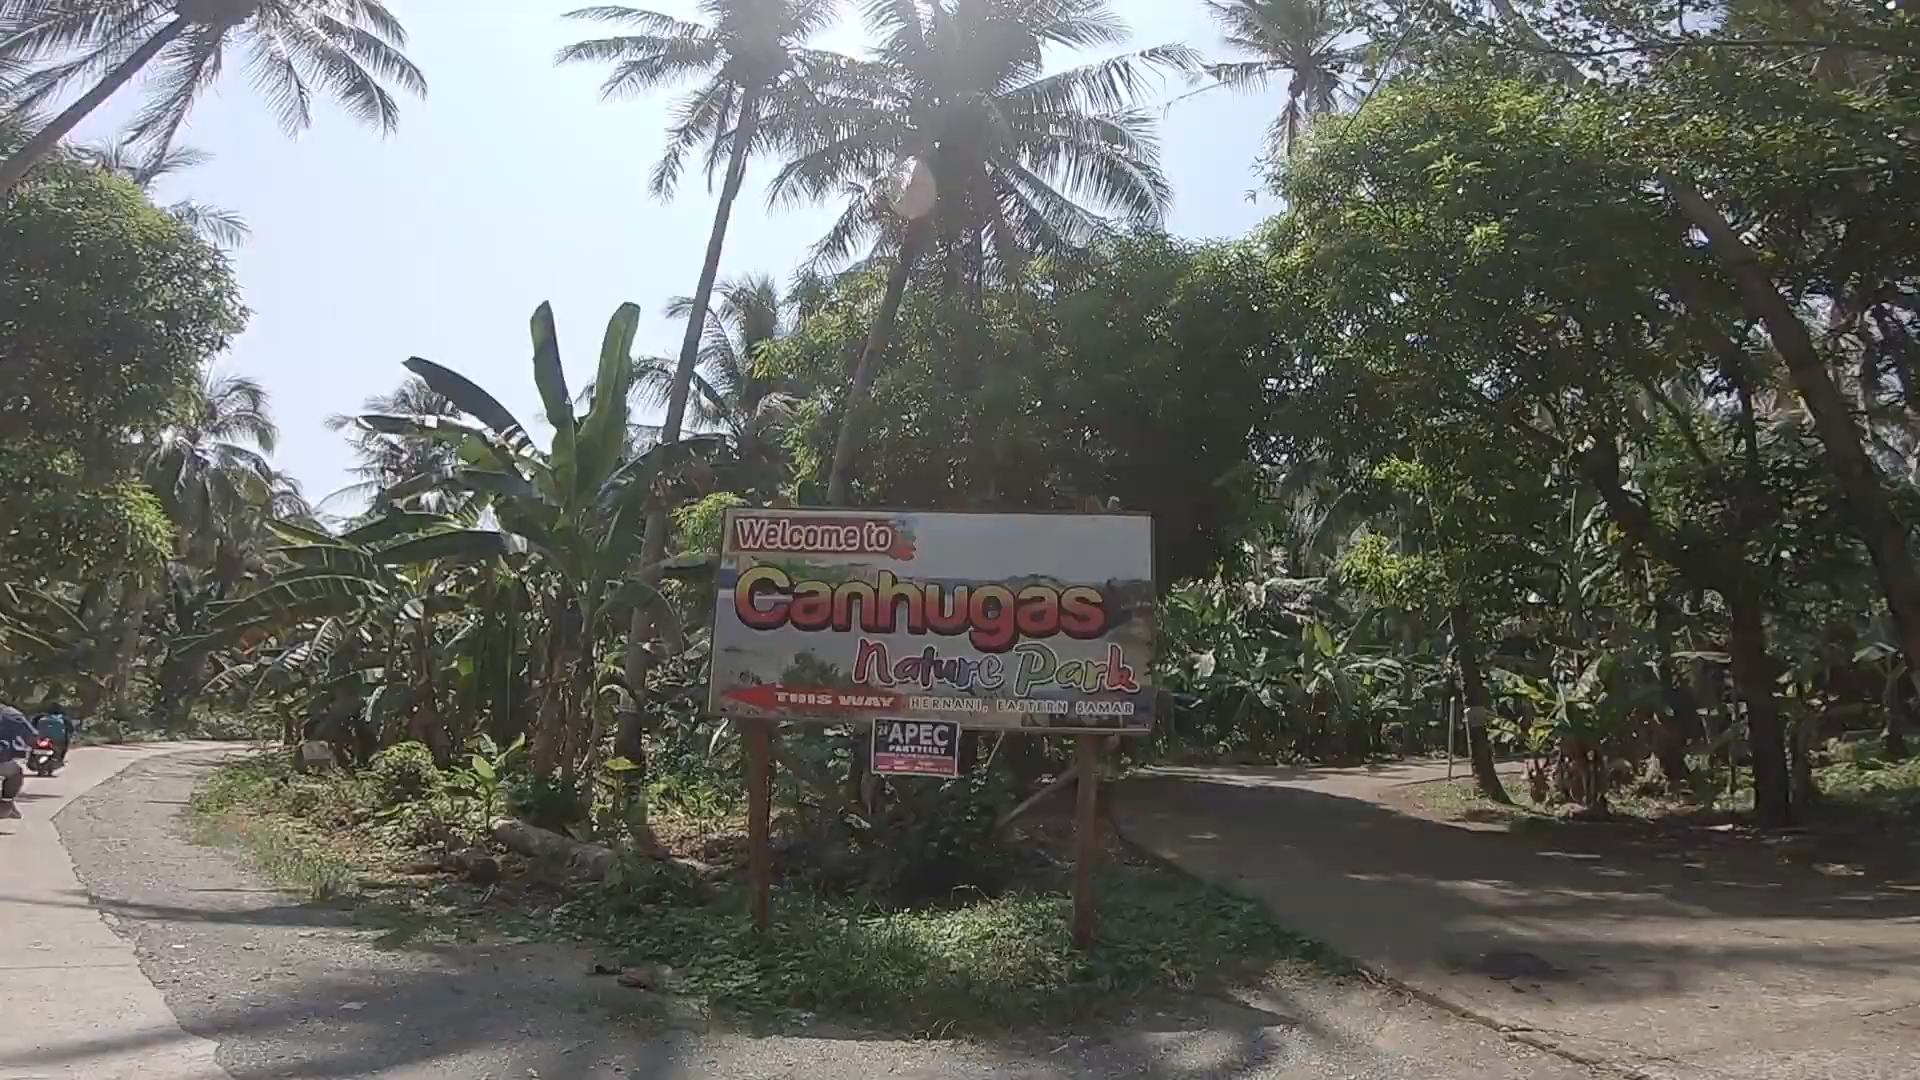 Welcome to
Canhugas
Nature Park
THIS WAY HERNANI, EASTERN SAMAR
APEC
PARTYLIST